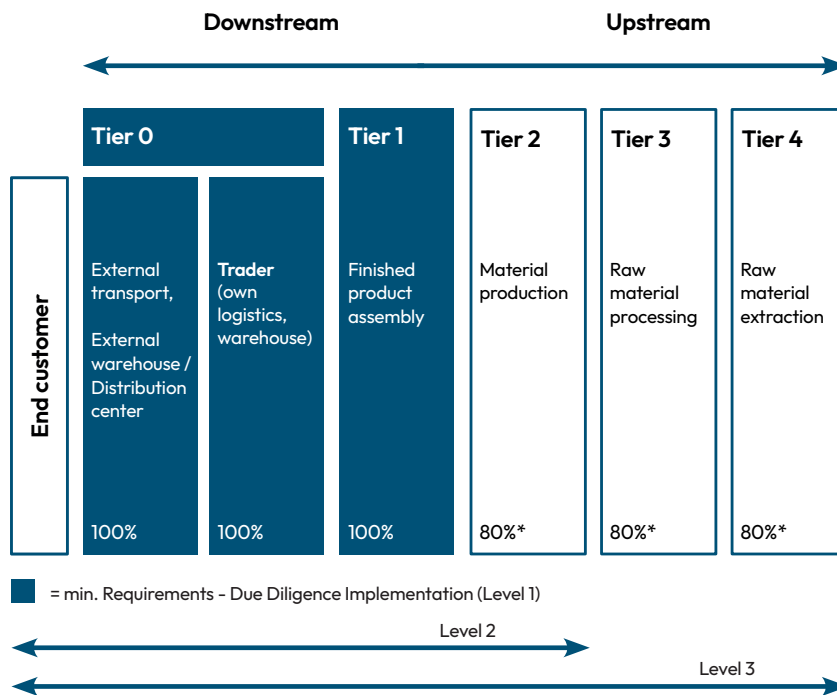 Downstream
Upstream
Tier 0
Tier 1
Tier 2
Tier 3
Tier 4
End customer
External
transport,
External
warehouse /
Distribution
center
100%
Trader
(own
logistics,
warehouse)
100%
Finished
product
assembly
100%
Material
production
80%*
Raw
material
processing
80%*
Raw
material
extraction
80%*
= min. Requirements - Due Diligence Implementation (Level 1)
Level 2
Level 3